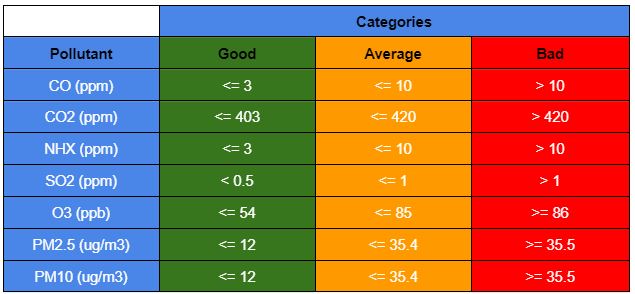 Categories
Pollutant Good Average Bad
CO (ppm) <= 3 <= 10 > 10
CO2 (ppm) <= 403 <= 420 > 420
NHX (ppm) <= 3 <= 10 > 10
SO2 (ppm) < 0.5 <= 1 > 1
O3 (ppb) <= 54 <= 85 >= 86
PM2.5 (ug/m3) <= 12 <= 35.4 >= 35.5
PM10 (ug/m3) <= 12 <= 35.4 >= 35.5